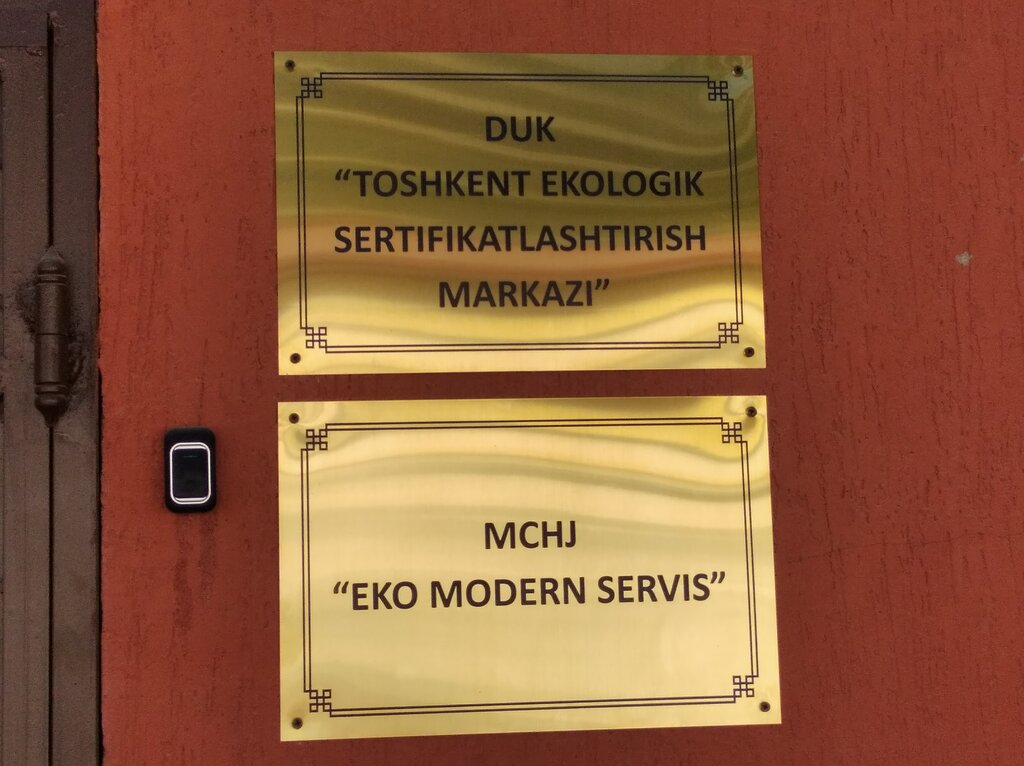 DUK
“TOSHKENT EKOLOGIK
SERTIFIKATLASHTIRISH
MARKAZI”
MCHJ
“EKO MODERN SERVIS”